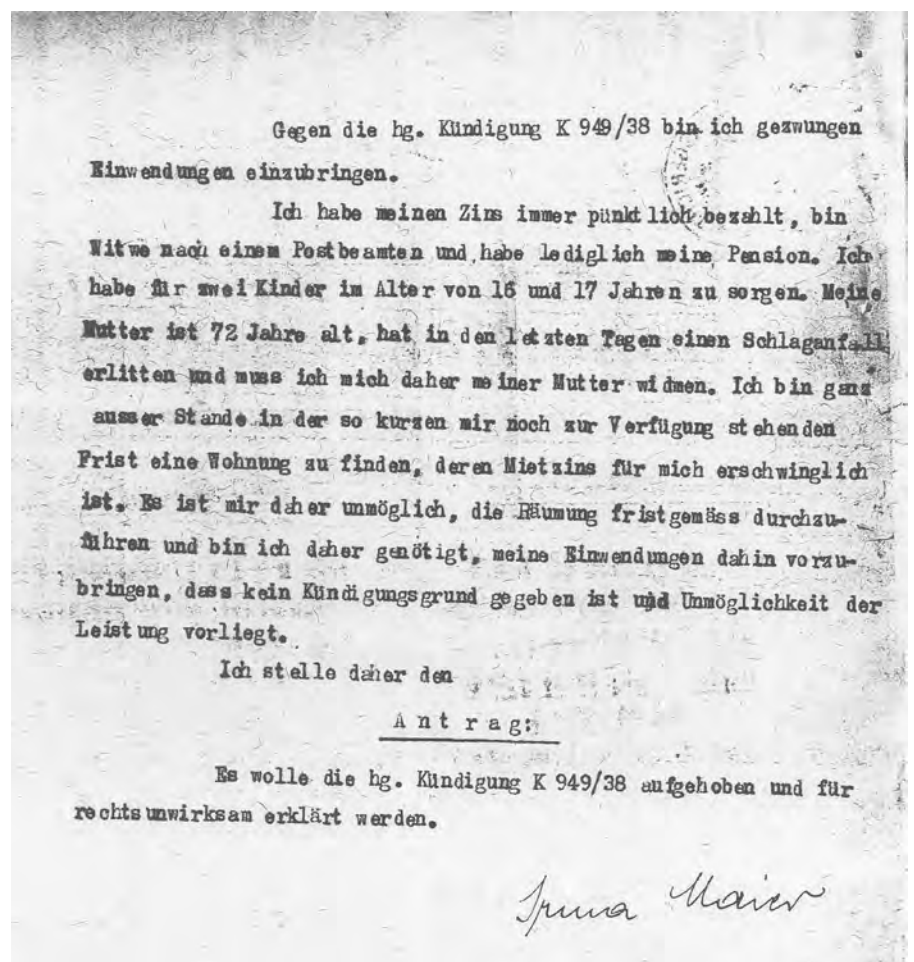 Gegen die hg. Kündigung K 949/38 bin ich gezwungen
Einwendungen einzubringen.
Ich habe meinen Zins immer pünktlich bezahlt, bin
Witwe nach einem Postbeamten und habe lediglich meine Pension. Ich
habe für zwei Kinder im Alter von 16 und 17 Jahren zu sorgen. Meine
Mutter ist 72 Jahre alt, hat in den letzten Tagen einen Schlaganfall
erlitten und muss ich mich daher meiner Mutter widmen. Ich bin ganz
ausser Stande in der so kurzen mir noch zur Verfügung stehenden
Frist eine Wohnung zu finden, deren Mietzins für mich erschwinglich
ist. Es ist mir daher unmöglich, die Räumung fristgemäss durchzu-
führen und bin ich daher genötigt, meine Einwendungen dahin vorzu-
bringen, dass kein Kündigungsgrund gegeben ist und Unmöglichkeit der
Leistung vorliegt.
Ich stelle daher den
A n t r a g:
Es wolle die hg. Kündigung K 949/38 aufgehoben und für
rechtsunwirksam erklärt werden.
Irma Maier